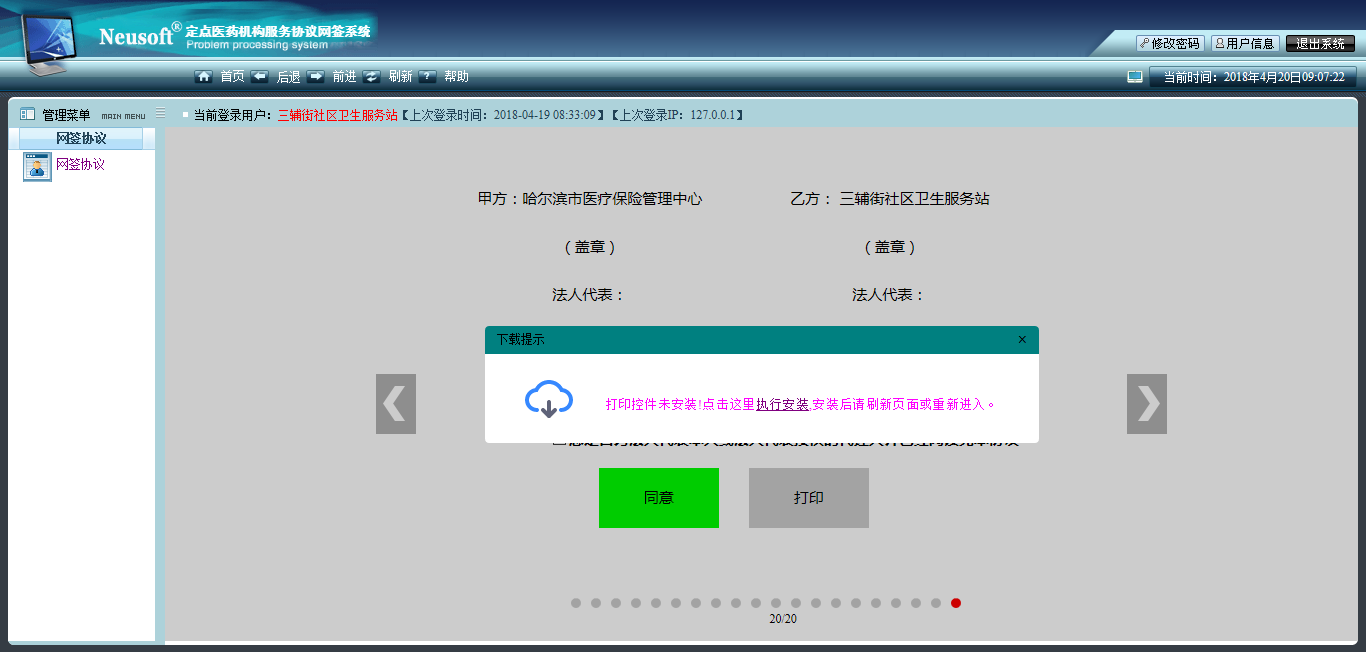 Neusoft® 定点医药机构服务协议网签系统
Problem processing system
修改密码 用户信息 退出系统
首页 后退 前进 刷新 ? 帮助
当前时间：2018年4月20日09:07:22
管理菜单 MAIN MENU
当前登录用户：三辅街社区卫生服务站【上次登录时间：2018-04-19 08:33:09】【上次登录IP：127.0.0.1】
网签协议
网签协议
甲方：哈尔滨市医疗保险管理中心 乙方： 三辅街社区卫生服务站
（盖章） （盖章）
法人代表： 法人代表：
下载提示 ×
打印控件未安装!点击这里执行安装,安装后请刷新页面或重新进入。
同意 打印
20/20